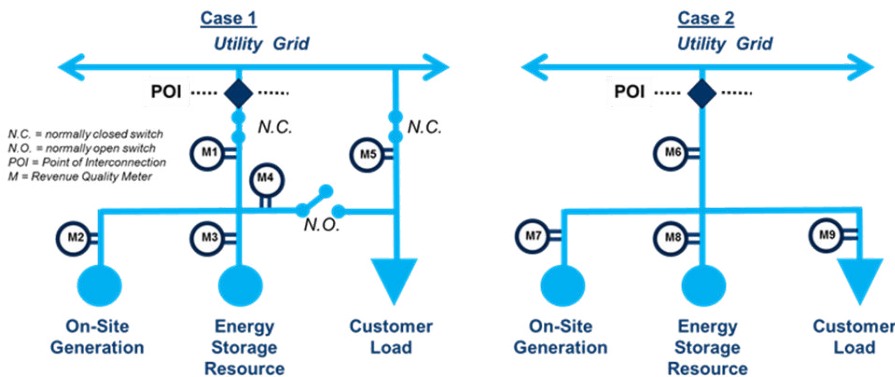 Case 1
Utility Grid
POI
N.C.
N.C.
N.C. = normally closed switch
N.O. = normally open switch
POI = Point of Interconnection
M = Revenue Quality Meter
M1
M5
M4
N.O.
M2
M3
On-Site
Generation
Energy
Storage
Resource
Customer
Load
Case 2
Utility Grid
POI
M6
M7
M8
M9
On-Site
Generation
Energy
Storage
Resource
Customer
Load